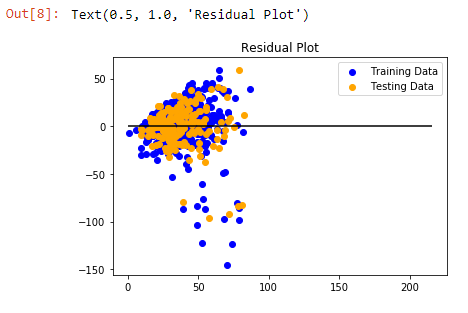 Out[8]: Text(0.5, 1.0, 'Residual Plot')
Residual Plot
Training Data
Testing Data
50
0
−50
−100
−150
0 50 100 150 200